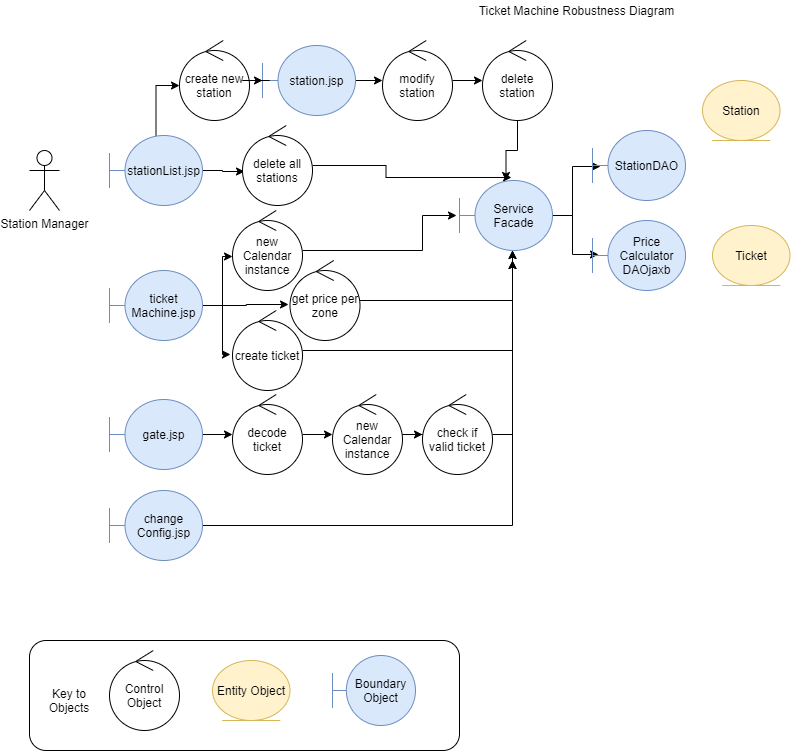 Ticket Machine Robustness Diagram
create new
station
station.jsp
modify
station
delete
station
Station
stationList.jsp
delete all
stations
StationDAO
Station Manager
Service
Facade
new
Calendar
instance
Price
Calculator
DAOjaxb
Ticket
ticket
Machine.jsp
get price per
zone
create ticket
gate.jsp
decode
ticket
new
Calendar
instance
check if
valid ticket
change
Config.jsp
Key to
Objects
Control
Object
Entity Object
Boundary
Object